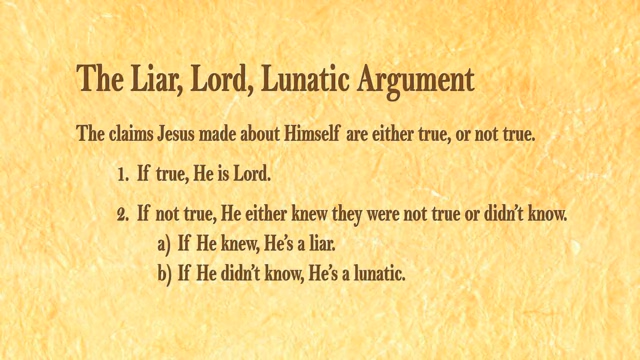 The Liar, Lord, Lunatic Argument
The claims Jesus made about Himself are either true, or not true.
1. If true, He is Lord.
2. If not true, He either knew they were not true or didn't know.
a) If He knew, He's a liar.
b) If He didn't know, He's a lunatic.